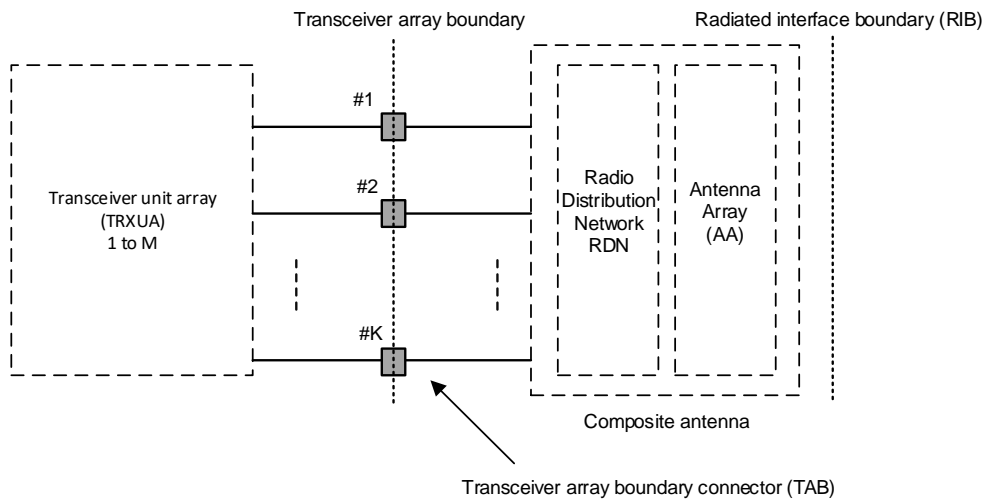 Transceiver array boundary
Radiated interface boundary (RIB)
#1
#2
#K
Transceiver unit array
(TRXUA)
1 to M
Radio
Distribution
Network
RDN
Antenna
Array
(AA)
Composite antenna
Transceiver array boundary connector (TAB)